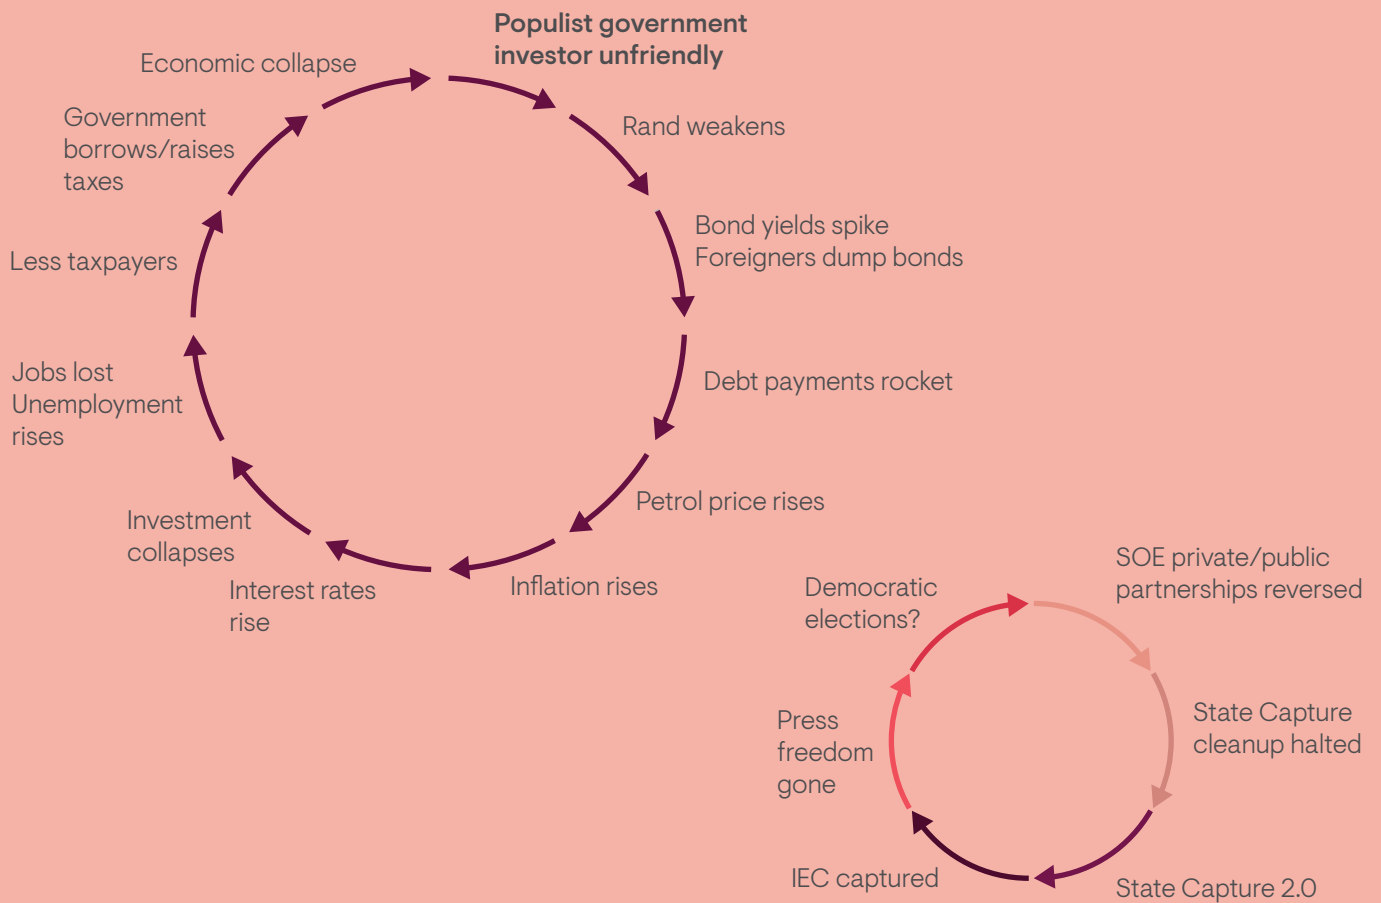 Populist government
investor unfriendly
Rand weakens
Bond yields spike
Foreigners dump bonds
Debt payments rocket
Petrol price rises
Inflation rises
Interest rates
rise
Investment
collapses
Jobs lost
Unemployment
rises
Less taxpayers
Government
borrows/raises
taxes
Economic collapse
SOE private/public
partnerships reversed
State Capture
cleanup halted
State Capture 2.0
IEC captured
Press
freedom
gone
Democratic
elections?